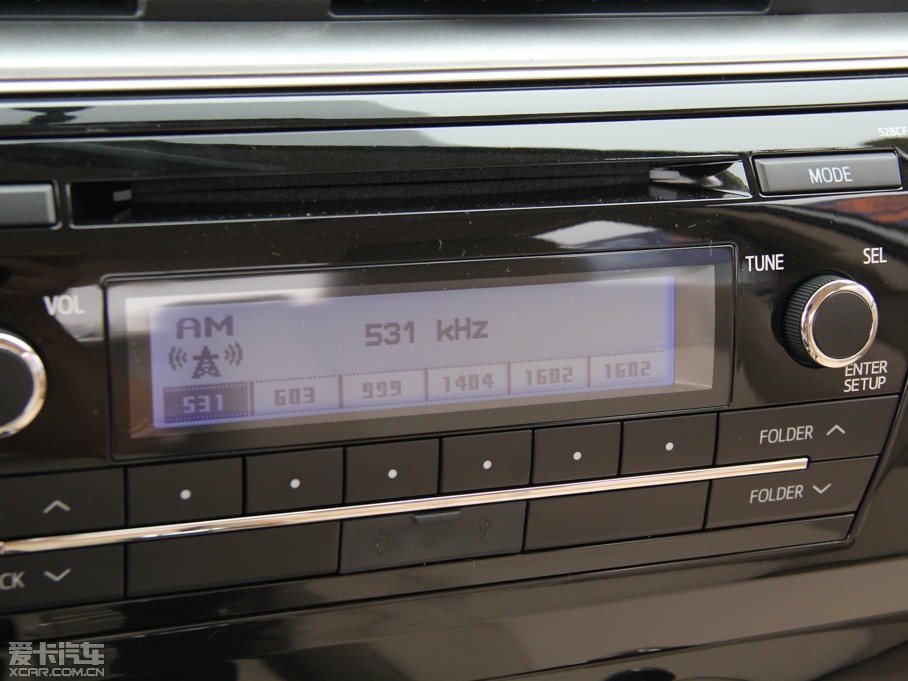 528CF
MODE
VOL
TUNE
SEL
AM
531 kHz
531 603 999 1404 1602 1602
ENTER
SETUP
FOLDER
FOLDER
CK
爱卡汽车
XCAR.COM.CN